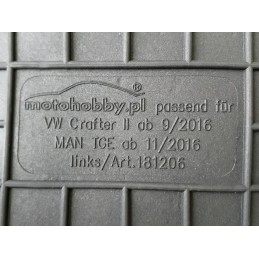 motohobby.pl passend für
VW Crafter II ab 9/2016
MAN TGE ab 11/2016
links/Art.181206